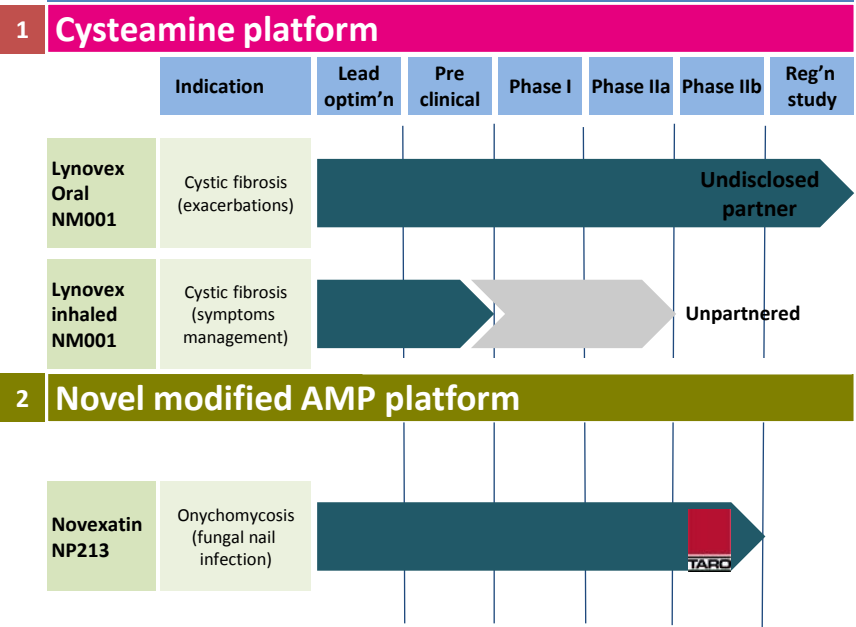 1 Cysteamine platform
Indication
Lead
optim'n
Pre
clinical
Phase I
Phase IIa
Phase IIb
Reg'n
study
Lynovex
Oral
NM001
Cystic fibrosis
(exacerbations)
Undisclosed
partner
Lynovex
inhaled
NM001
Cystic fibrosis
(symptoms
management)
Unpartnered
2 Novel modified AMP platform
Novexatin
NP213
Onychomycosis
(fungal nail
infection)
TARO